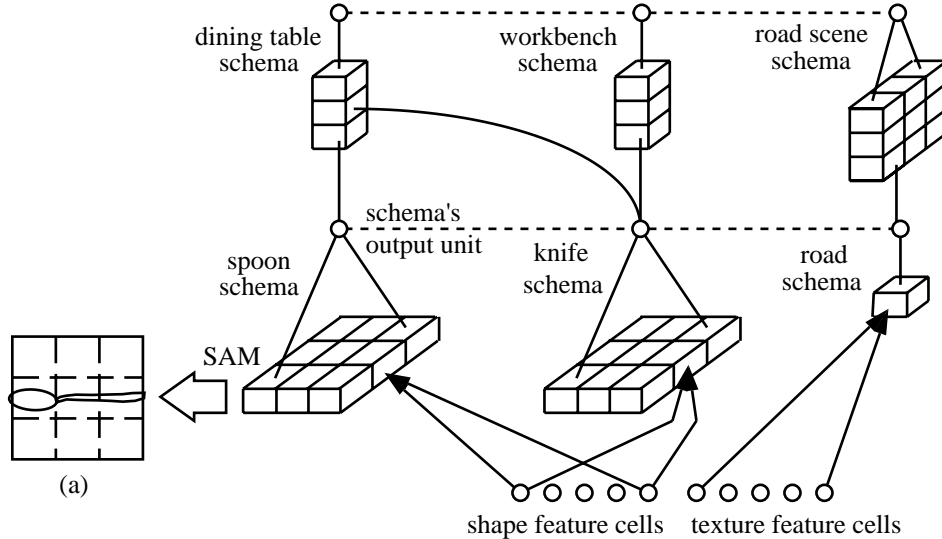 dining table
schema
workbench
schema
road scene
schema
schema's
output unit
spoon
schema
knife
schema
road
schema
SAM
(a)
shape feature cells
texture feature cells